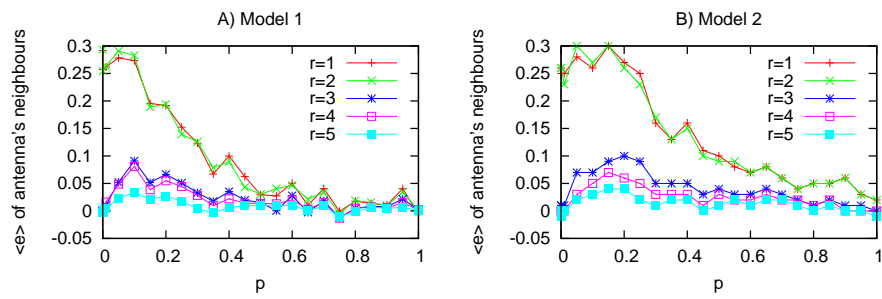 A) Model 1
<e> of antenna's neighbours
0.3
0.25
0.2
0.15
0.1
0.05
0
-0.05
r=1
r=2
r=3
r=4
r=5
0 0.2 0.4 0.6 0.8 1
p
B) Model 2
<e> of antenna's neighbours
0.3
0.25
0.2
0.15
0.1
0.05
0
-0.05
r=1
r=2
r=3
r=4
r=5
0 0.2 0.4 0.6 0.8 1
p